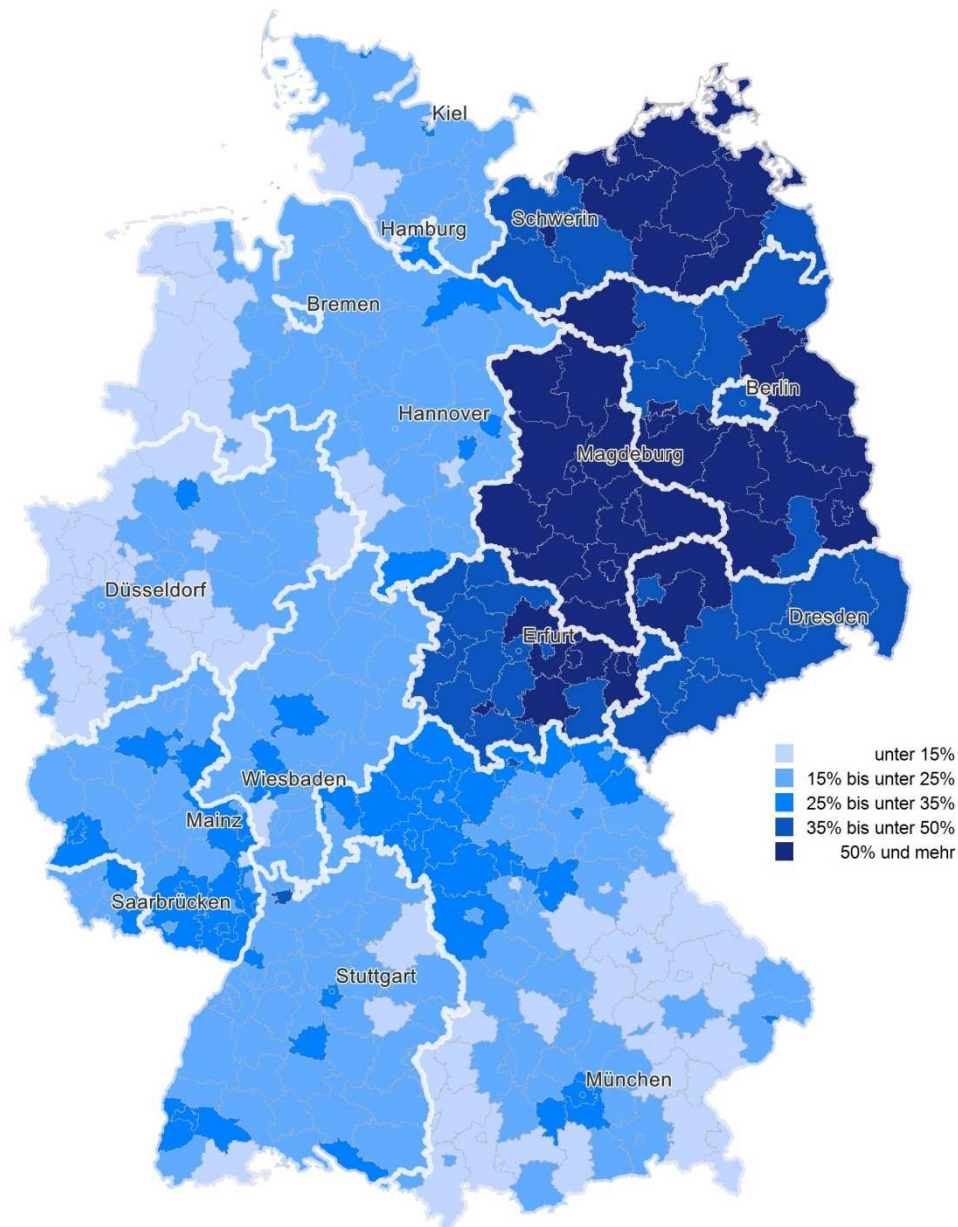 Kiel
Schwerin
Hamburg
Bremen
Berlin
Hannover
Magdeburg
Düsseldorf
Dresden
Erfurt
unter 15%
15% bis unter 25%
25% bis unter 35%
35% bis unter 50%
50% und mehr
Wiesbaden
Mainz
Saarbrücken
Stuttgart
München